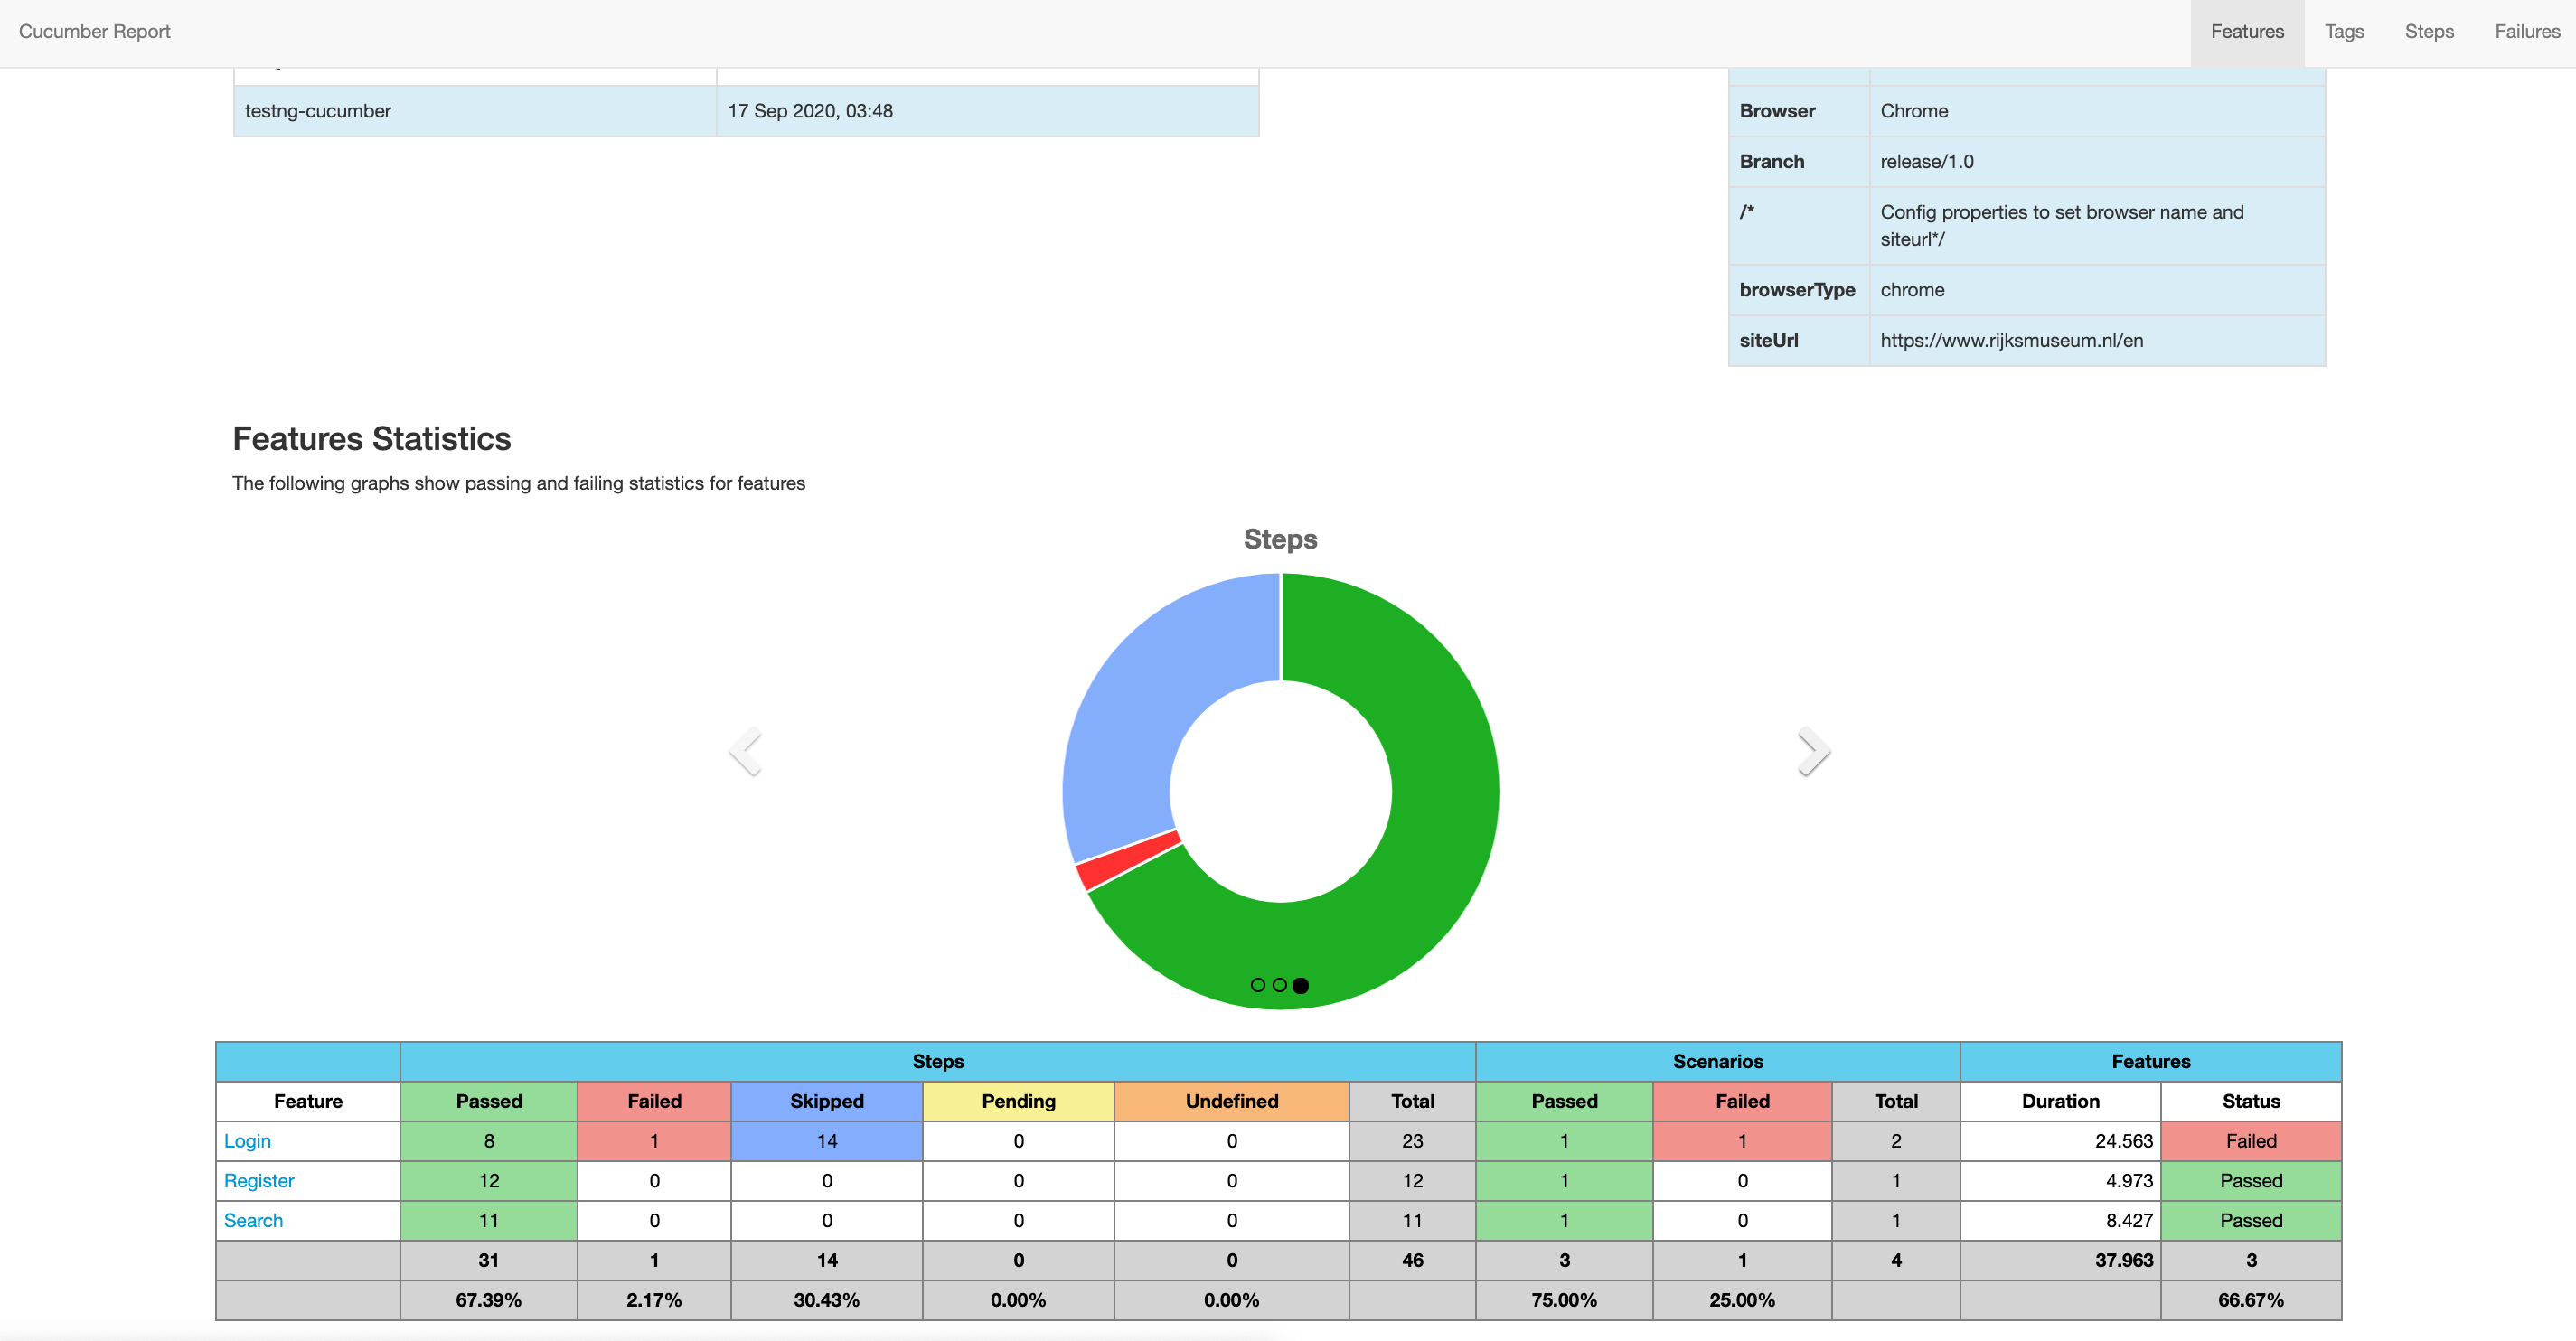 Cucumber Report
Features Tags Steps Failures
testng-cucumber 17 Sep 2020, 03:48
Browser Chrome
Branch release/1.0
/* Config properties to set browser name and
siteurl*/
browserType chrome
siteUrl https://www.rijksmuseum.nl/en
Features Statistics
The following graphs show passing and failing statistics for features
Steps
Steps Scenarios Features
Feature Passed Failed Skipped Pending Undefined Total Passed Failed Total Duration Status
Login 8 1 14 0 0 23 1 1 2 24.563 Failed
Register 12 0 0 0 0 12 1 0 1 4.973 Passed
Search 11 0 0 0 0 11 1 0 1 8.427 Passed
31 1 14 0 0 46 3 1 4 37.963 3
67.39% 2.17% 30.43% 0.00% 0.00% 75.00% 25.00% 66.67%